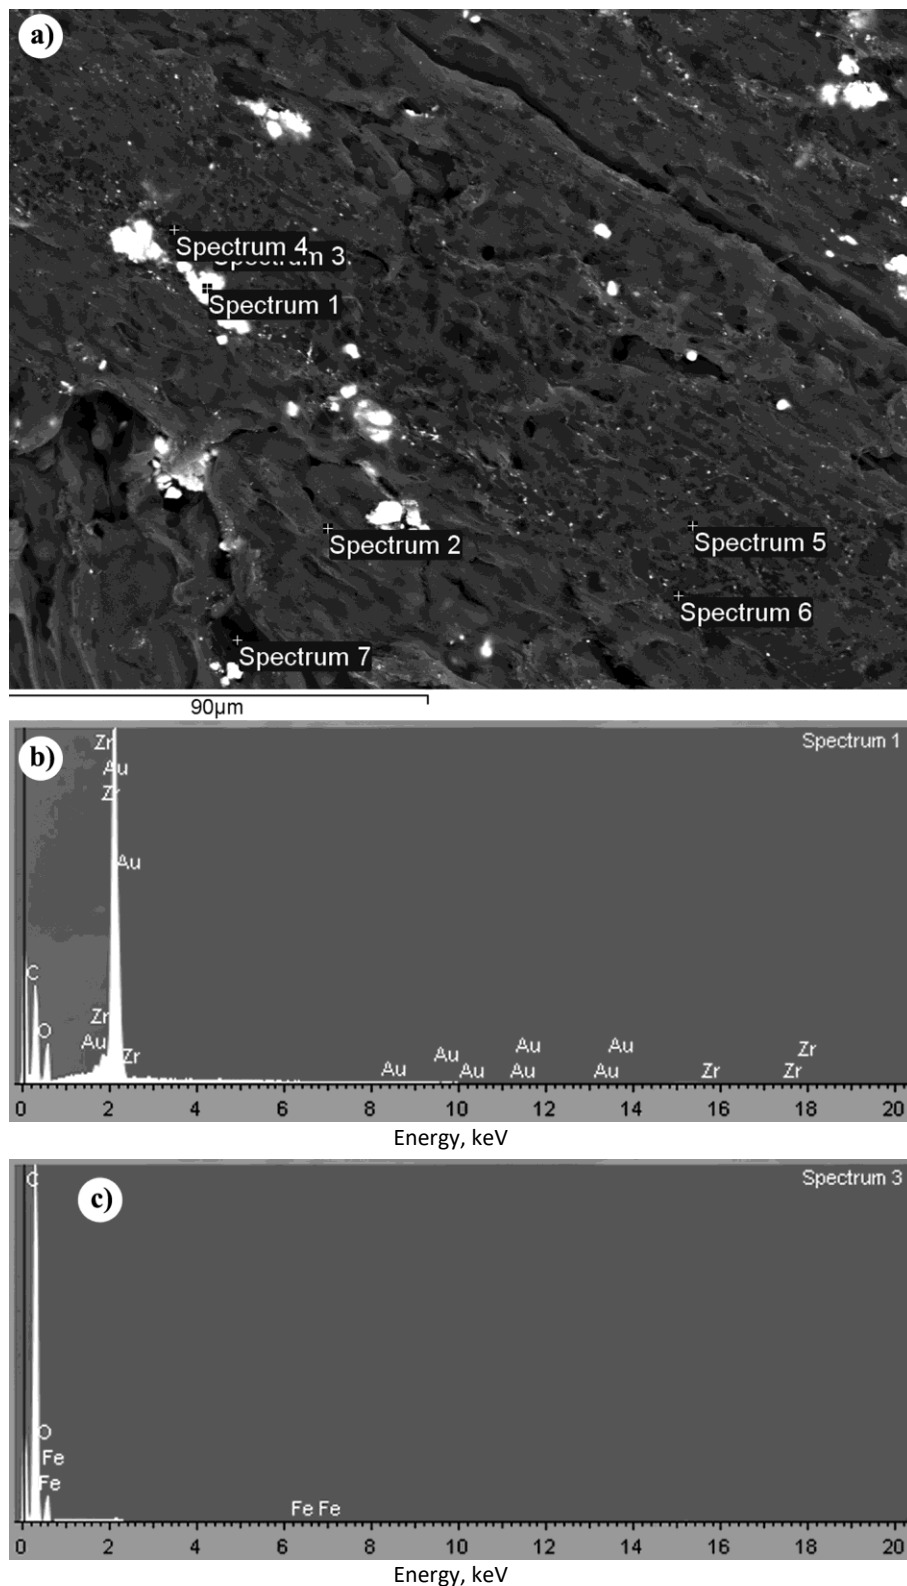 a)
Spectrum 4
Spectrum 3
Spectrum 1
Spectrum 2
Spectrum 5
Spectrum 6
Spectrum 7
90μm
b)
Spectrum 1
Zr
Au
Zr
Au
C
O
Zr
Au
Zr
Au
Au
Au
Au
Au
Au
Au
Zr
Zr
Zr
0 2 4 6 8 10 12 14 16 18 20
Energy, keV
c)
Spectrum 3
C
O
Fe
Fe
Fe Fe
0 2 4 6 8 10 12 14 16 18 20
Energy, keV